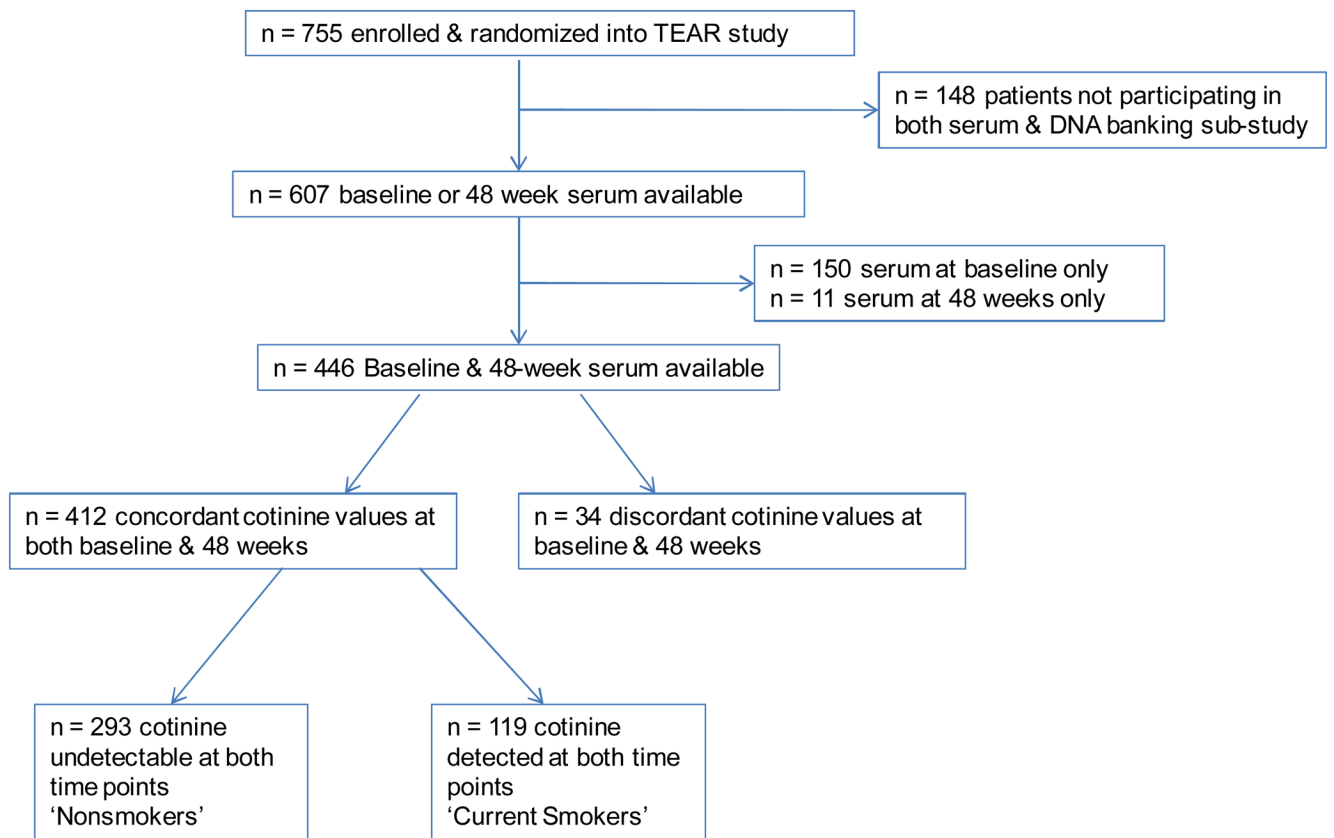 n = 755 enrolled & randomized into TEAR study
n = 148 patients not participating in
both serum & DNA banking sub-study
n = 607 baseline or 48 week serum available
n = 150 serum at baseline only
n = 11 serum at 48 weeks only
n = 446 Baseline & 48-week serum available
n = 412 concordant cotinine values at
both baseline & 48 weeks
n = 34 discordant cotinine values at
baseline & 48 weeks
n = 293 cotinine
undetectable at both
time points
‘Nonsmokers’
n = 119 cotinine
detected at both time
points
‘Current Smokers’